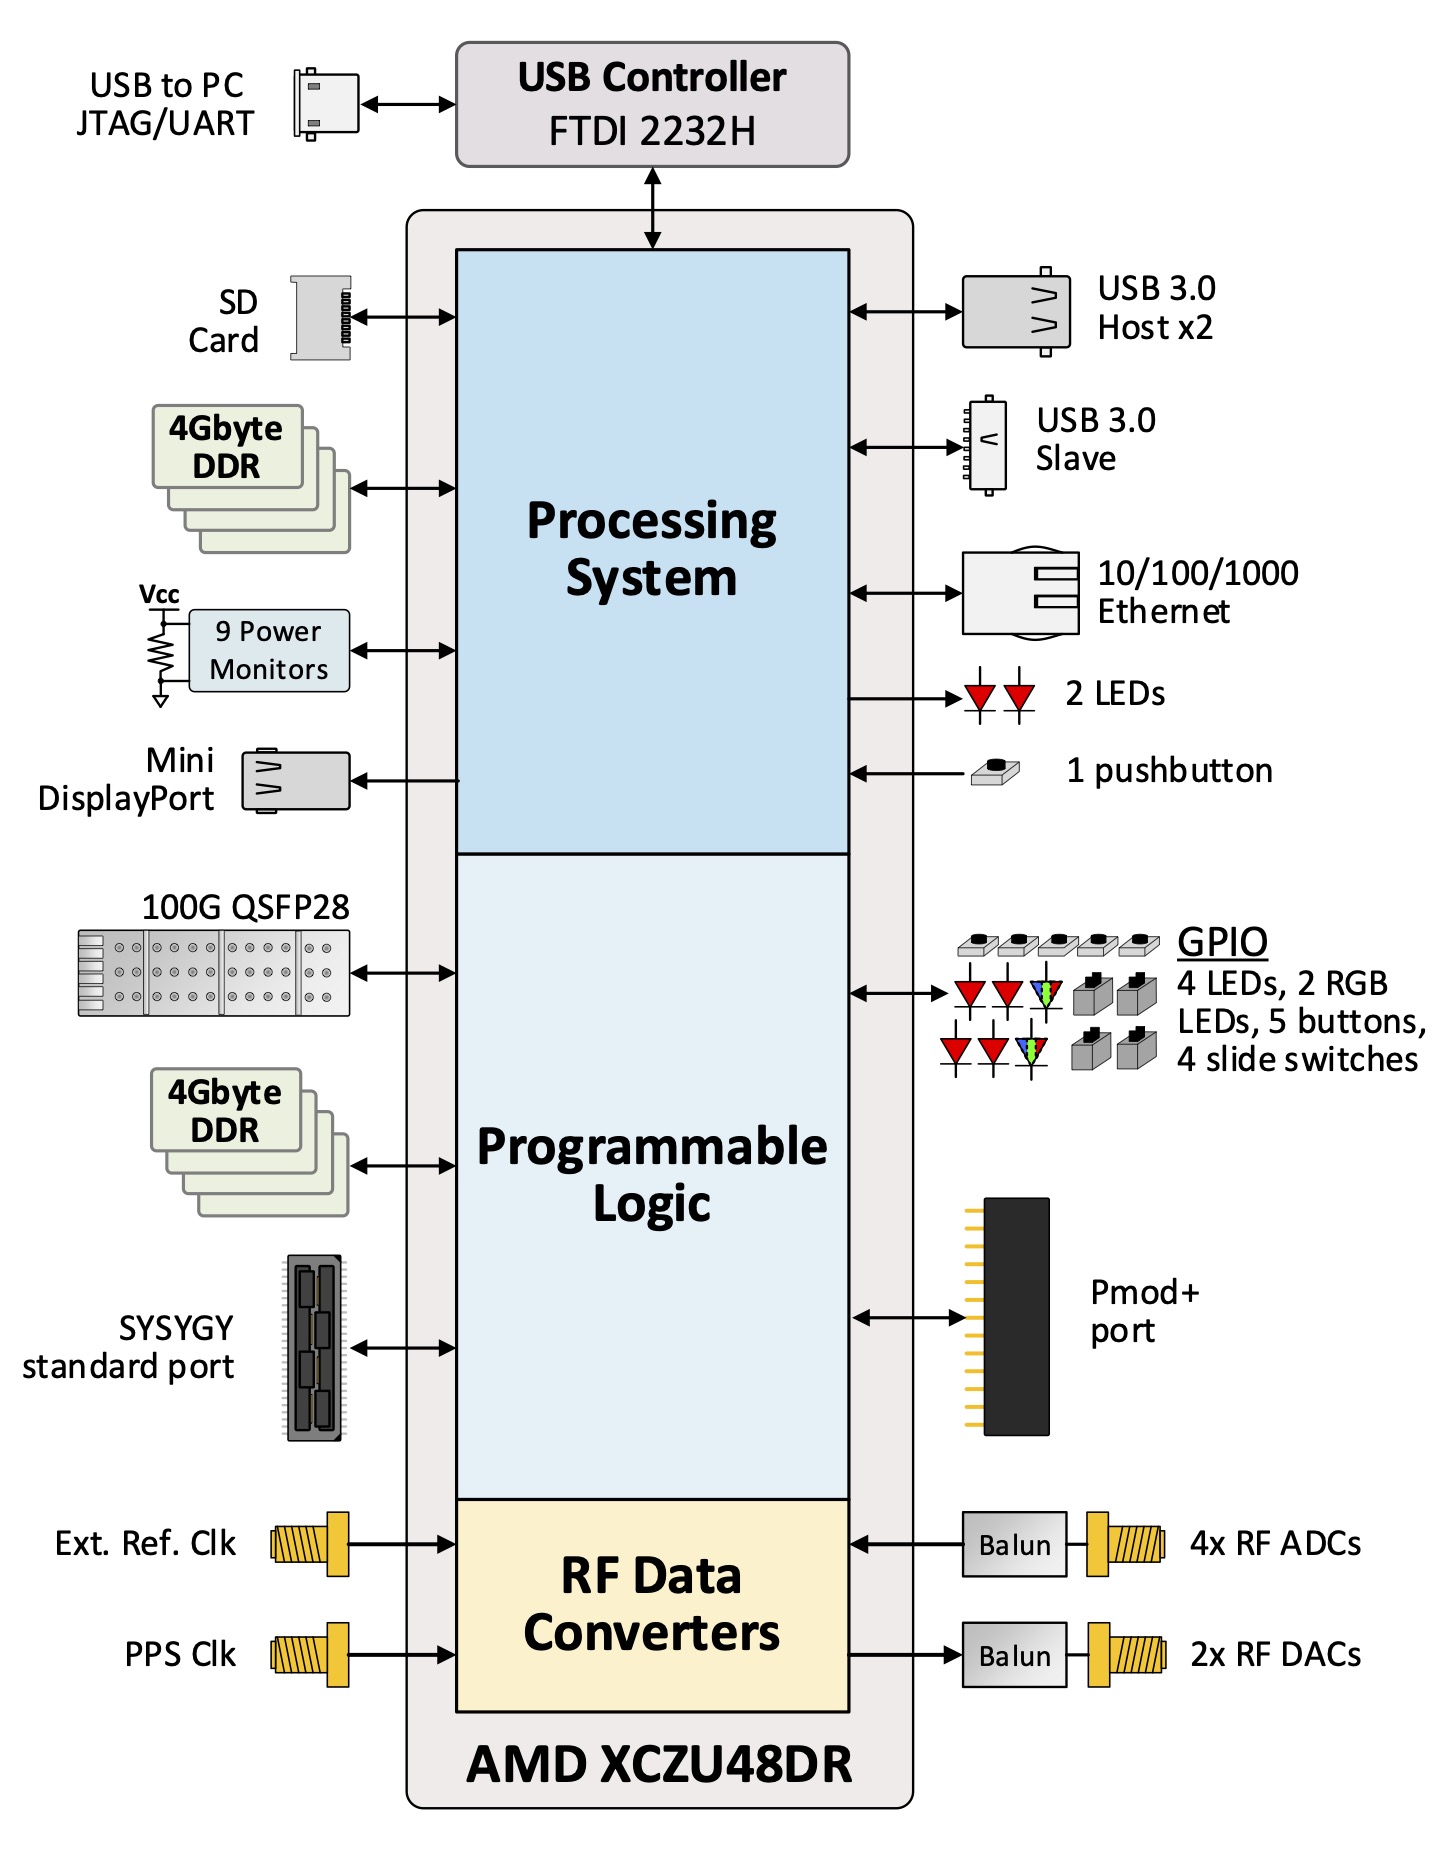 USB to PC
JTAG/UART
USB Controller
FTDI 2232H
SD
Card
4Gbyte
DDR
Vcc
9 Power
Monitors
Mini
DisplayPort
100G QSFP28
4Gbyte
DDR
SYSYGY
standard port
Ext. Ref. Clk
PPS Clk
Processing
System
Programmable
Logic
RF Data
Converters
AMD XCZU48DR
USB 3.0
Host x2
USB 3.0
Slave
10/100/1000
Ethernet
2 LEDs
1 pushbutton
GPIO
4 LEDs, 2 RGB
LEDs, 5 buttons,
4 slide switches
Pmod+
port
Balun
4x RF ADCs
Balun
2x RF DACs